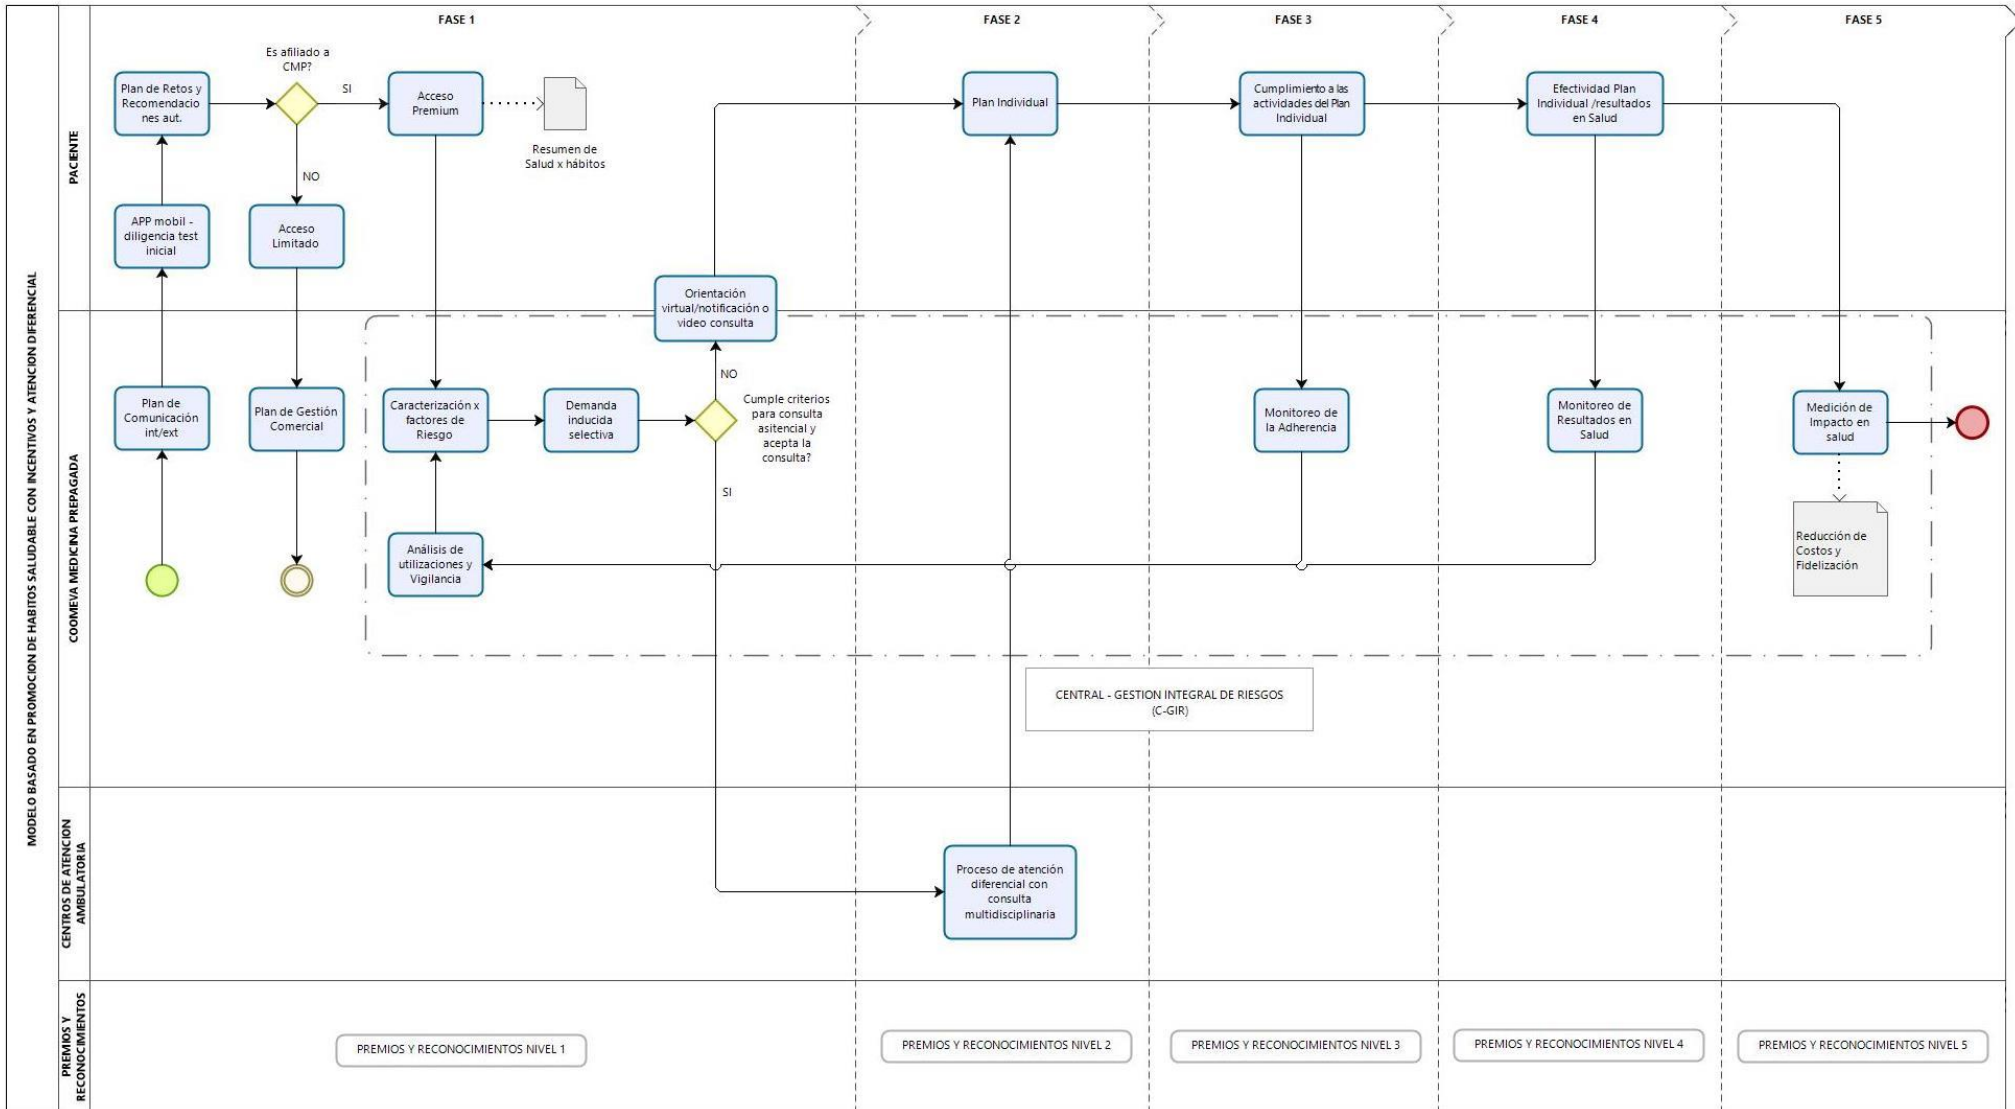 MODELO BASADO EN PROMOCION DE HABITOS SALUDABLE CON INCENTIVOS Y ATENCION DIFERENCIAL
FASE 1
FASE 2
FASE 3
FASE 4
FASE 5
PACIENTE
Plan de Retos y
Recomendacio
nes aut.
Es afiliado a
CMP?
SI
NO
Acceso
Premium
Resumen de
Salud x hábitos
APP mobil -
diligencia test
inicial
Acceso
Limitado
Orientación
virtual/notificación o
video consulta
Plan Individual
Cumplimiento a las
actividades del Plan
Individual
Efectividad Plan
Individual /resultados
en Salud
COOMEVA MEDICINA PREPAGADA
Plan de
Comunicación
int/ext
Plan de Gestión
Comercial
Caracterización x
factores de
Riesgo
Demanda
inducida
selectiva
NO
Cumple criterios
para consulta
asitencial y
acepta la
consulta?
SI
Análisis de
utilizaciones y
Vigilancia
Monitoreo de
la Adherencia
Monitoreo de
Resultados en
Salud
Medición de
Impacto en
salud
Reducción de
Costos y
Fidelización
CENTRAL - GESTION INTEGRAL DE RIESGOS
(C-GIR)
CENTROS DE ATENCION
AMBULATORIA
Proceso de atención
diferencial con
consulta
multidisciplinaria
PREMIOS Y
RECONOCIMIENTOS
PREMIOS Y RECONOCIMIENTOS NIVEL 1
PREMIOS Y RECONOCIMIENTOS NIVEL 2
PREMIOS Y RECONOCIMIENTOS NIVEL 3
PREMIOS Y RECONOCIMIENTOS NIVEL 4
PREMIOS Y RECONOCIMIENTOS NIVEL 5